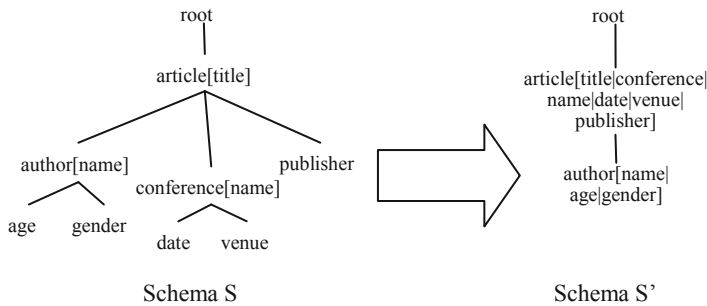 root
article[title]
author[name]
conference[name]
publisher
age
gender
date
venue
Schema S
root
article[title|conference|
name|date|venue|
publisher]
author[name|
age|gender]
Schema S’